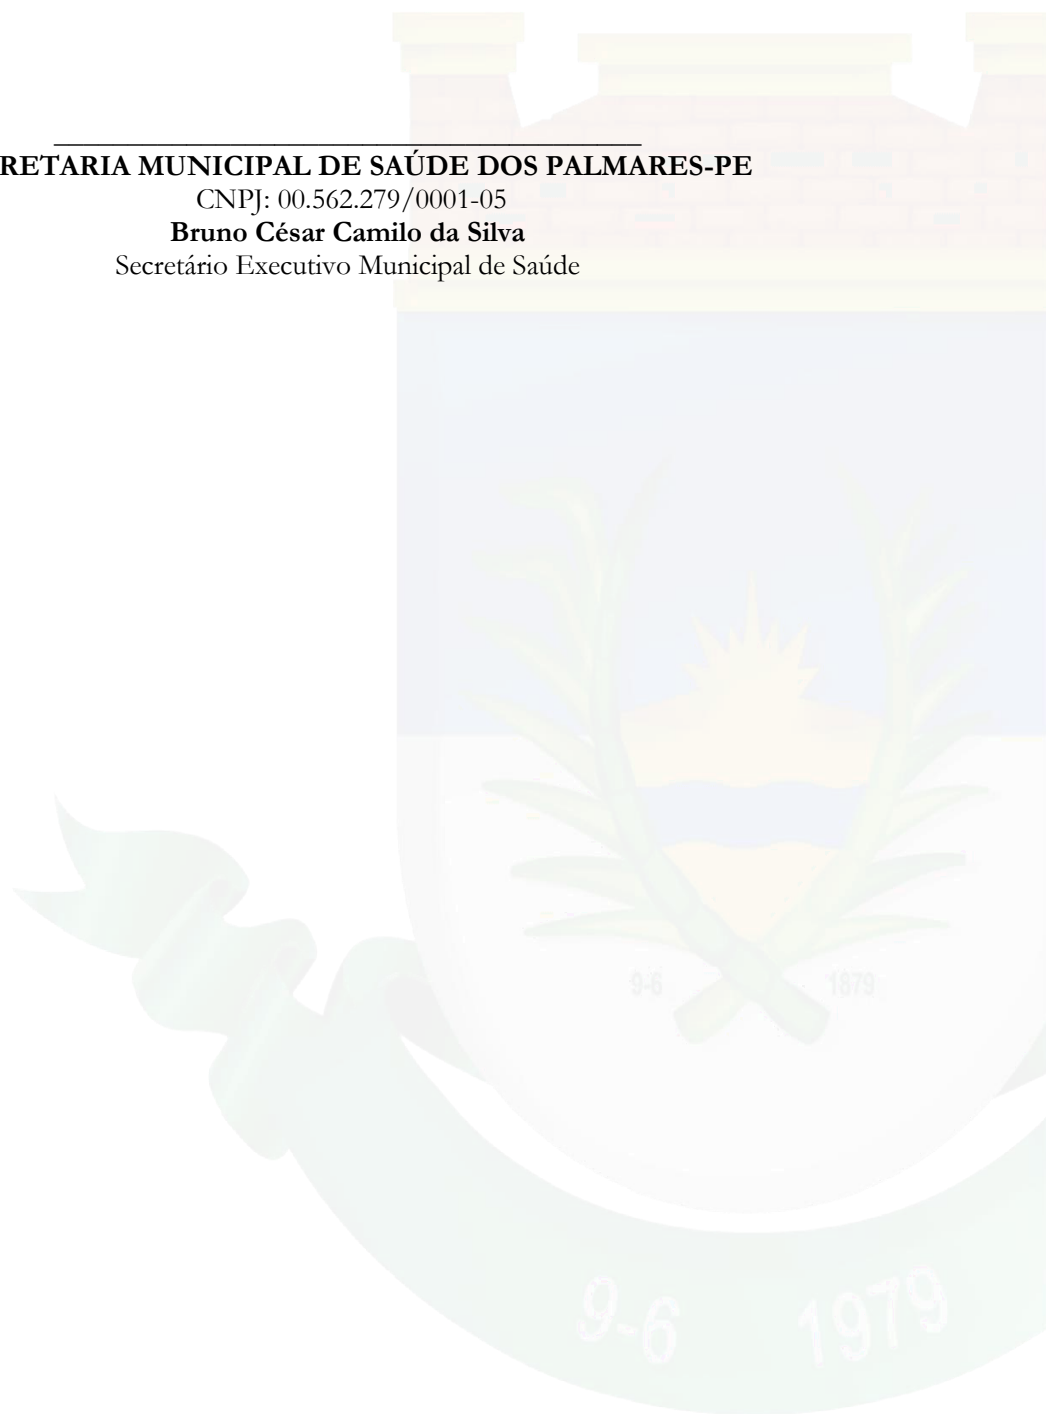 RETARIA MUNICIPAL DE SAÚDE DOS PALMARES-PE
CNPJ: 00.562.279/0001-05
Bruno César Camilo da Silva
Secretário Executivo Municipal de Saúde
9-6 1879
9-6 1979